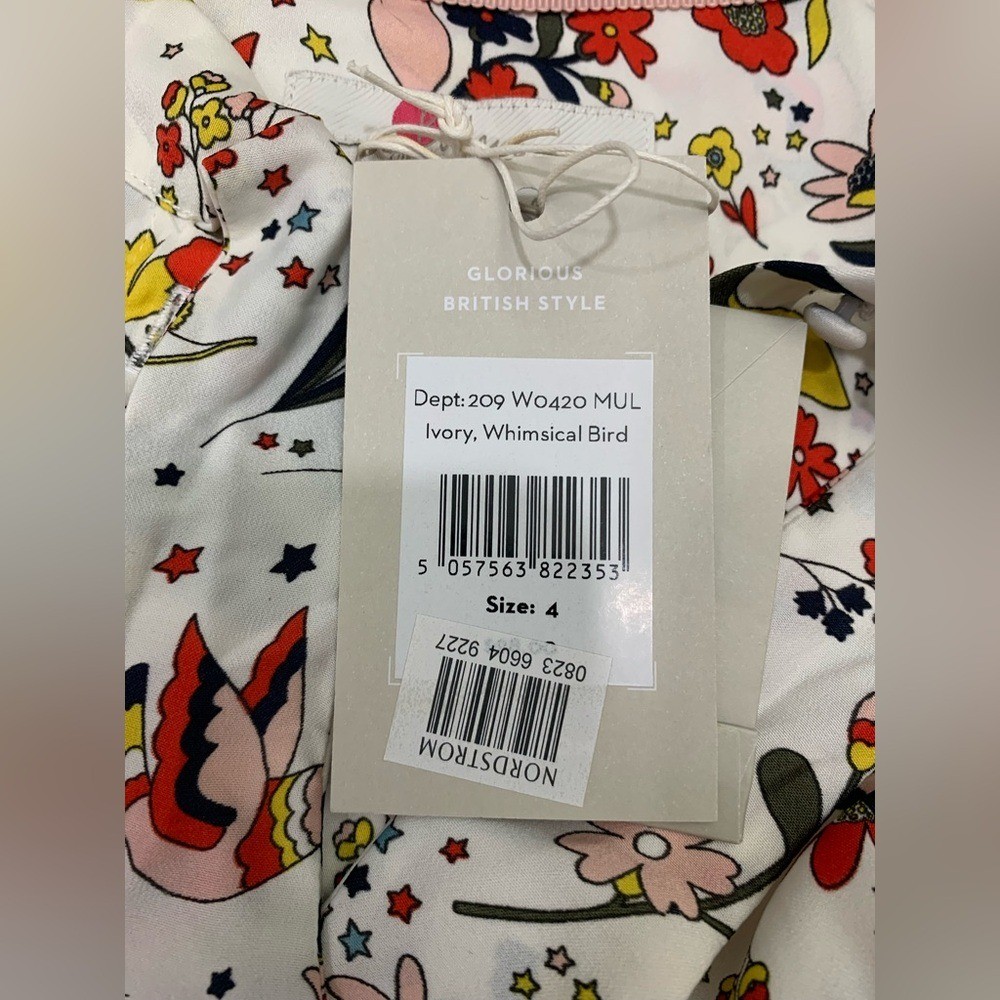 GLORIOUS
BRITISH STYLE
Dept: 209 W0420 MUL
Ivory, Whimsical Bird
5 057563 822353
Size: 4
0823 6604 9227
NORDSTROM